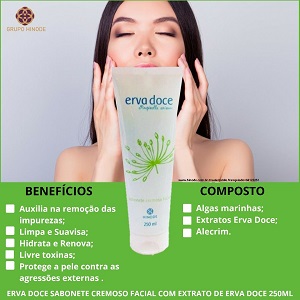 GRUPO HINODE
erva doce
250 ml
BENEFÍCIOS
Auxilia na remoção das
impurezas;
Limpa e Suavisa;
Hidrata e Renova;
Livre toxinas;
Protege a pele contra as
agressões externas .
COMPOSTO
Algas marinhas;
Extratos Erva Doce;
Alecrim.
ERVA DOCE SABONETE CREMOSO FACIAL COM EXTRATO DE ERVA DOCE 250ML